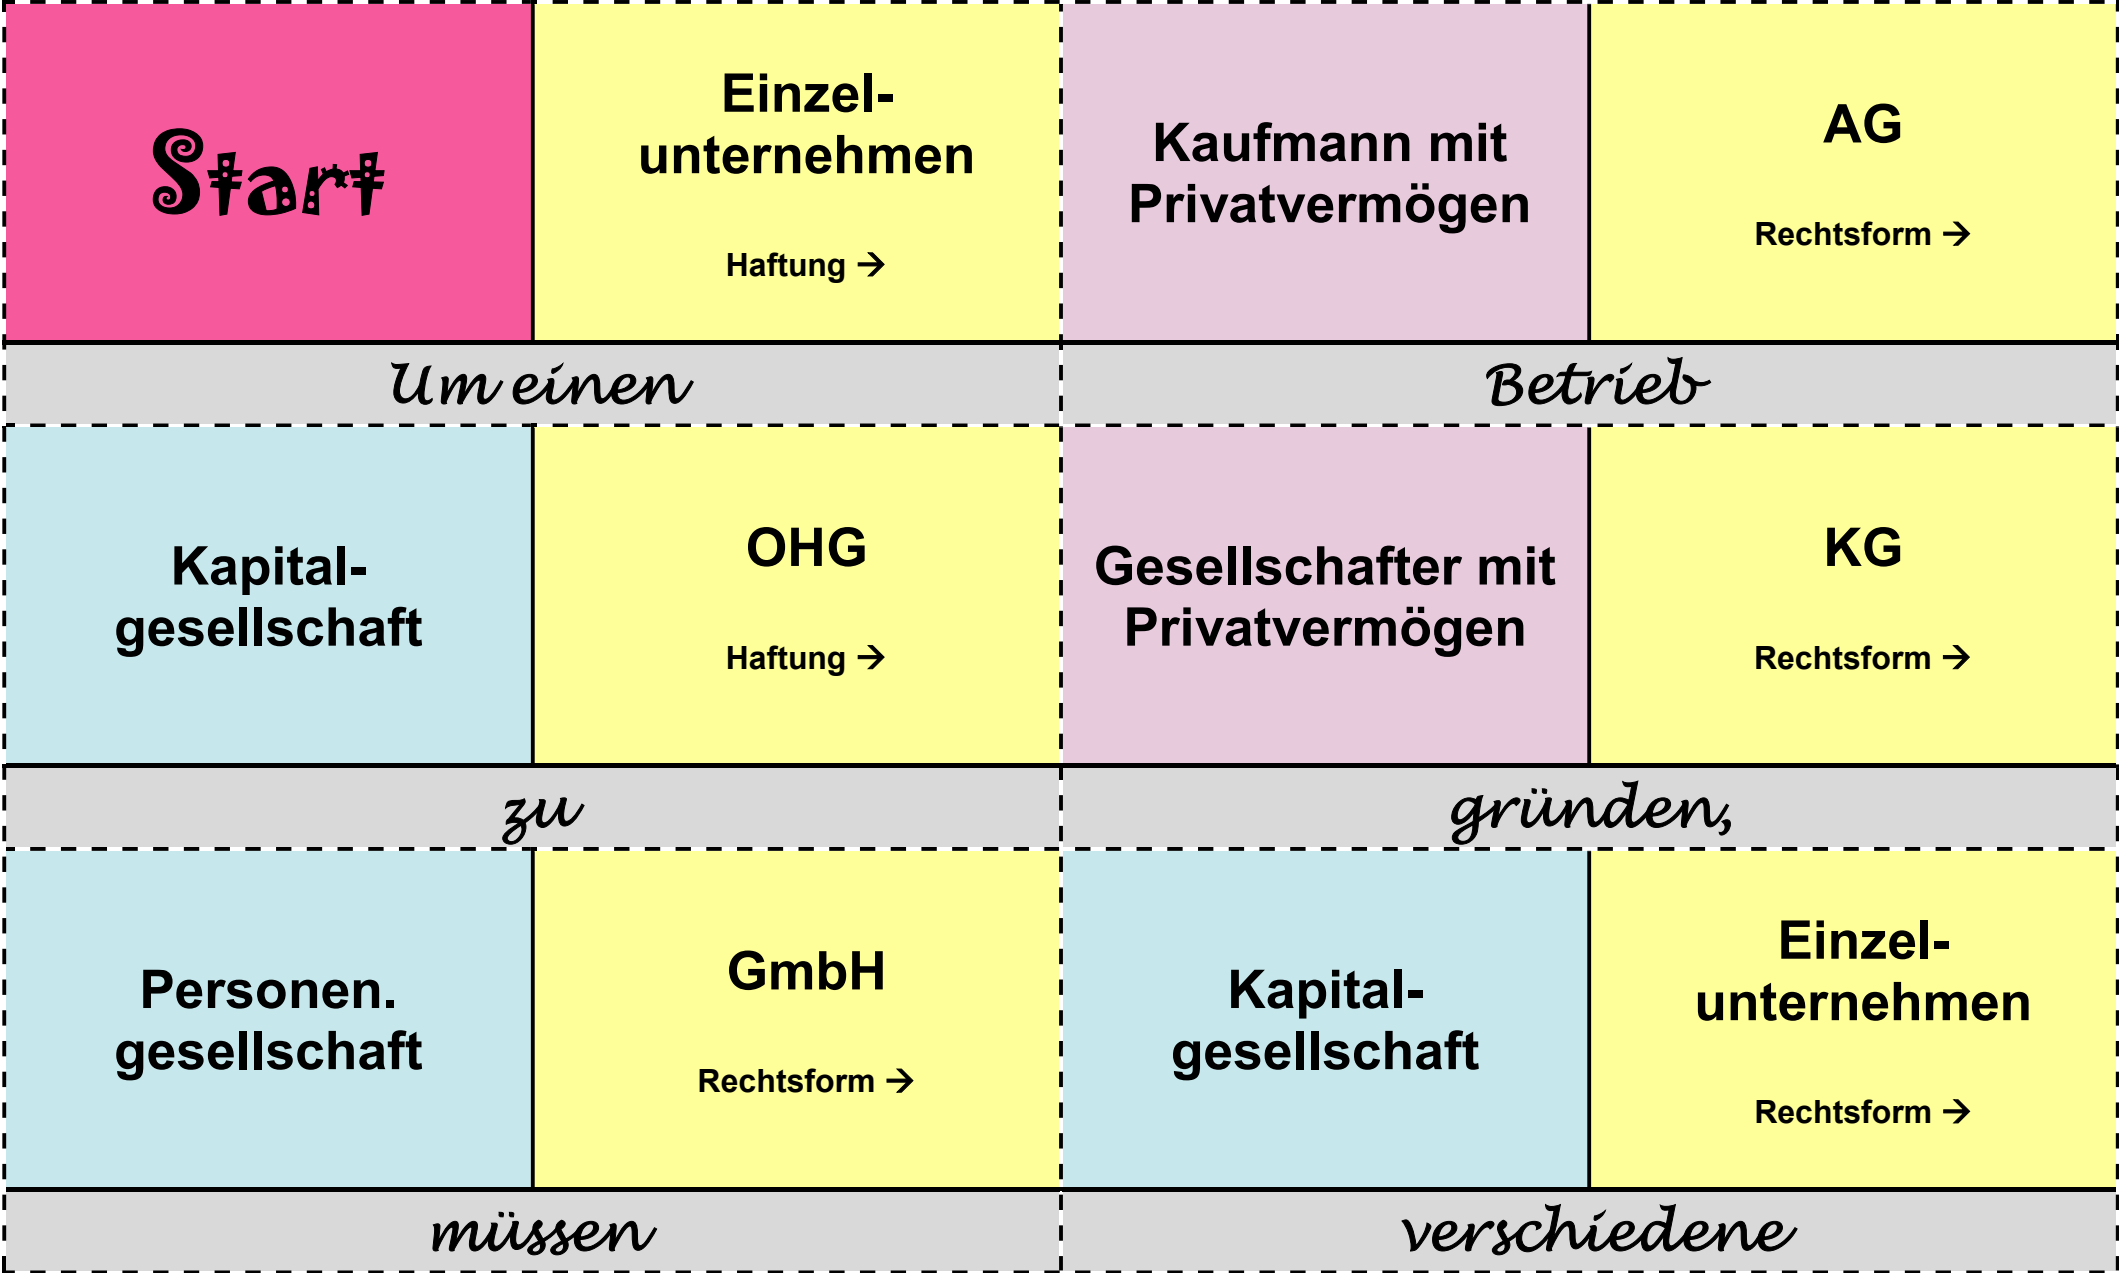 Start
Einzel-
unternehmen
Haftung →
Kaufmann mit
Privatvermögen
AG
Rechtsform →
Um einen
Betrieb
Kapital-
gesellschaft
OHG
Haftung →
Gesellschafter mit
Privatvermögen
KG
Rechtsform →
zu
gründen,
Personen.
gesellschaft
GmbH
Rechtsform →
Kapital-
gesellschaft
Einzel-
unternehmen
Rechtsform →
müssen
verschiedene